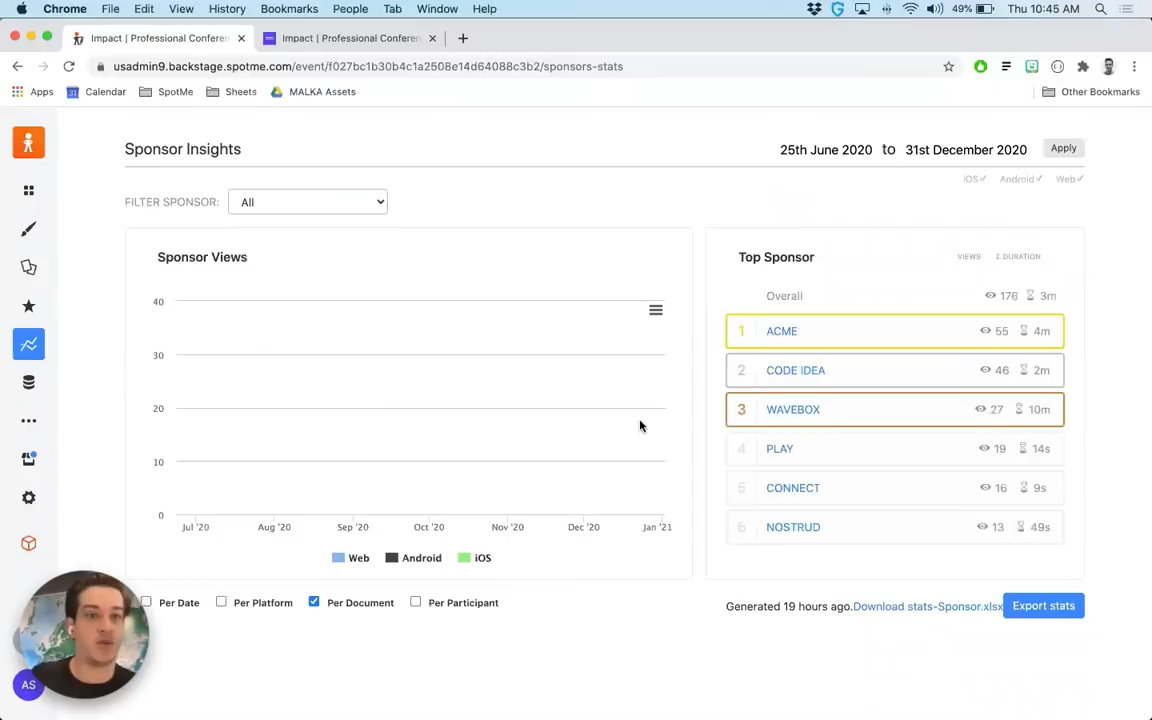 Chrome File Edit View History Bookmarks People Tab Window Help 49% Thu 10:45 AM
Impact | Professional Conferen Impact | Professional Conferen
usadmin9.backstage.spotme.com/event/f027bc1b30b4c1a2508e14d64088c3b2/sponsors-stats
Apps Calendar SpotMe Sheets MALKA Assets Other Bookmarks
Sponsor Insights 25th June 2020 to 31st December 2020 Apply
iOS✓ Android✓ Web✓
FILTER SPONSOR: All
Sponsor Views
40
30
20
10
0
Jul '20 Aug '20 Sep '20 Oct '20 Nov '20 Dec '20 Jan '21
Web Android iOS
Top Sponsor VIEWS Σ DURATION
Overall 176 3m
1 ACME 55 4m
2 CODE IDEA 46 2m
3 WAVEBOX 27 10m
4 PLAY 19 14s
5 CONNECT 16 9s
6 NOSTRUD 13 49s
Per Date Per Platform Per Document Per Participant
Generated 19 hours ago.Download stats-Sponsor.xlsx Export stats
AS